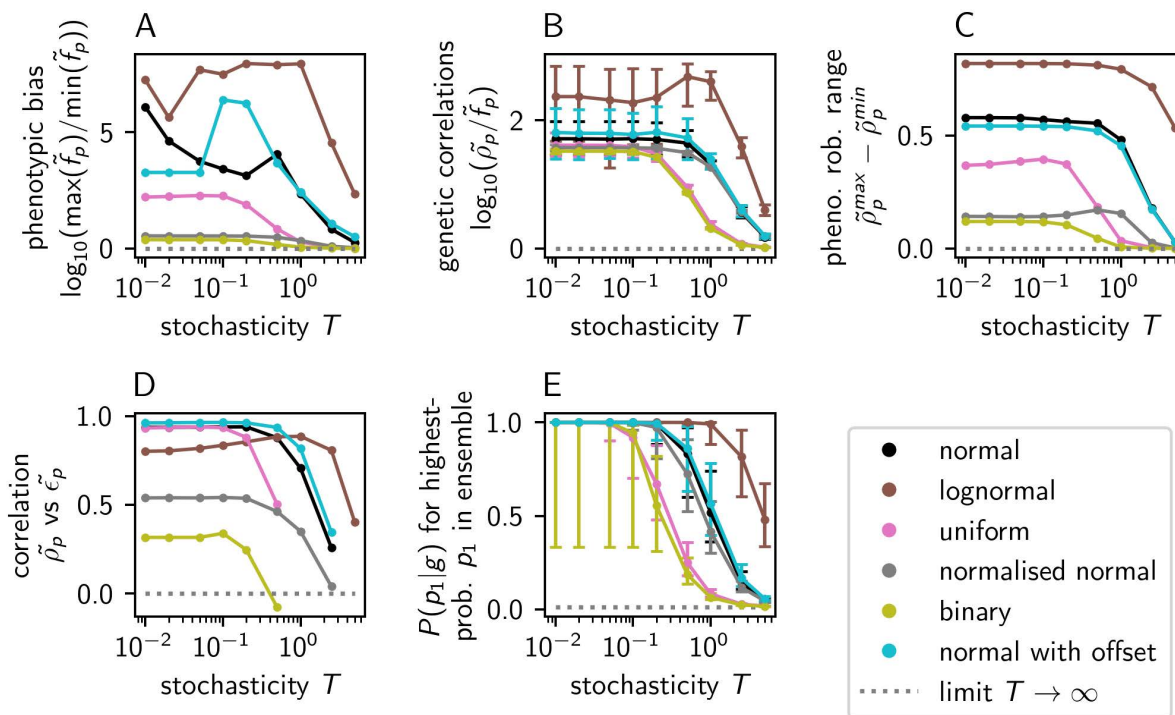 A
phenotypic bias
log₁₀(max(f̃ₚ)/min(f̃ₚ))
5
0
10⁻² 10⁻¹ 10⁰
stochasticity T
B
genetic correlations
log₁₀(ρ̃ₚ/f̃ₚ)
2
0
10⁻² 10⁻¹ 10⁰
stochasticity T
C
pheno. rob. range
ρ̃ₚᵐᵃˣ − ρ̃ₚᵐⁱⁿ
0.5
0.0
10⁻² 10⁻¹ 10⁰
stochasticity T
D
correlation
ρ̃ₚ vs ϵ̃ₚ
1.0
0.5
0.0
10⁻² 10⁻¹ 10⁰
stochasticity T
E
P(p₁|g) for highest-
prob. p₁ in ensemble
1.0
0.5
0.0
10⁻² 10⁻¹ 10⁰
stochasticity T
normal
lognormal
uniform
normalised normal
binary
normal with offset
limit T → ∞